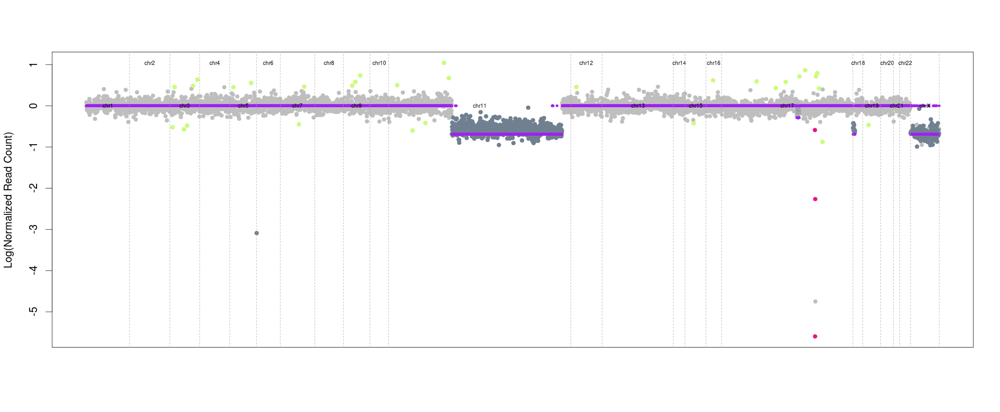 Log(Normalized Read Count)
1
0
-1
-2
-3
-4
-5
chr1
chr2
chr3
chr4
chr5
chr6
chr7
chr8
chr9
chr10
chr11
chr12
chr13
chr14
chr15
chr16
chr17
chr18
chr19
chr20
chr21
chr22
chrX